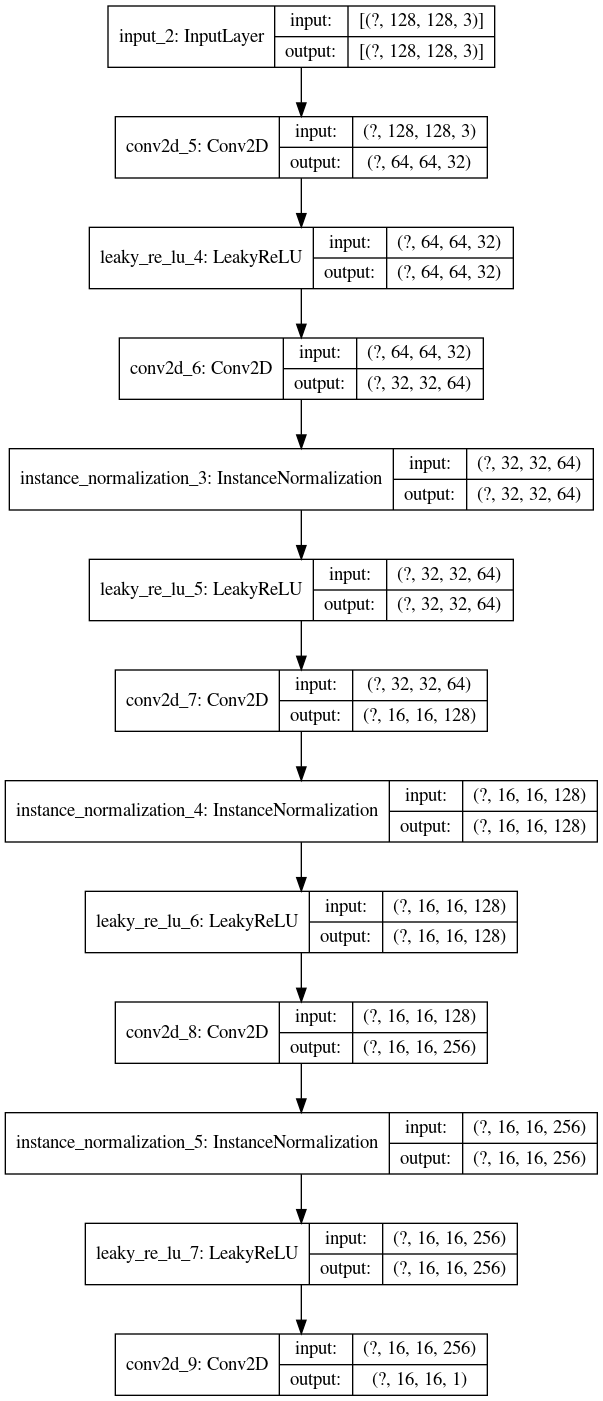 input_2: InputLayer
input: [(?, 128, 128, 3)]
output: [(?, 128, 128, 3)]
conv2d_5: Conv2D
input: (?, 128, 128, 3)
output: (?, 64, 64, 32)
leaky_re_lu_4: LeakyReLU
input: (?, 64, 64, 32)
output: (?, 64, 64, 32)
conv2d_6: Conv2D
input: (?, 64, 64, 32)
output: (?, 32, 32, 64)
instance_normalization_3: InstanceNormalization
input: (?, 32, 32, 64)
output: (?, 32, 32, 64)
leaky_re_lu_5: LeakyReLU
input: (?, 32, 32, 64)
output: (?, 32, 32, 64)
conv2d_7: Conv2D
input: (?, 32, 32, 64)
output: (?, 16, 16, 128)
instance_normalization_4: InstanceNormalization
input: (?, 16, 16, 128)
output: (?, 16, 16, 128)
leaky_re_lu_6: LeakyReLU
input: (?, 16, 16, 128)
output: (?, 16, 16, 128)
conv2d_8: Conv2D
input: (?, 16, 16, 128)
output: (?, 16, 16, 256)
instance_normalization_5: InstanceNormalization
input: (?, 16, 16, 256)
output: (?, 16, 16, 256)
leaky_re_lu_7: LeakyReLU
input: (?, 16, 16, 256)
output: (?, 16, 16, 256)
conv2d_9: Conv2D
input: (?, 16, 16, 256)
output: (?, 16, 16, 1)